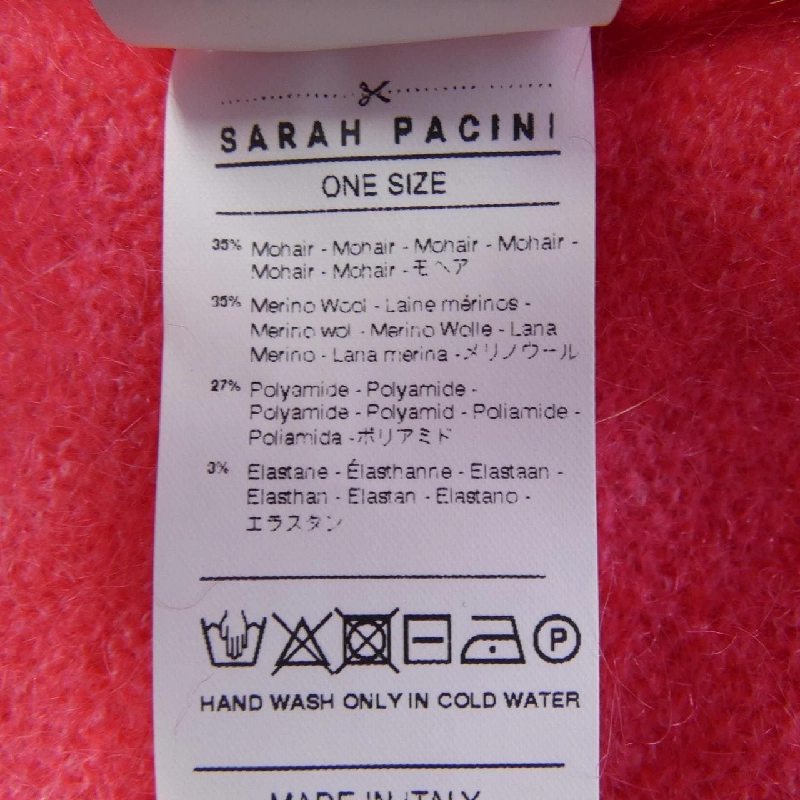 SARAH PACINI
ONE SIZE
35% Mohair - Mohair - Mohair - Mohair -
Mohair - Mohair - モヘア
35% Merino Wool - Laine mérinos -
Merino wol - Merino Wolle - Lana
Merino - Lana merina - メリノウール
27% Polyamide - Polyamide -
Polyamide - Polyamid - Poliamide -
Poliamida - ポリアミド
3% Elastane - Élasthanne - Elastaan -
Elasthan - Elastan - Elastano -
エラスタン
P
HAND WASH ONLY IN COLD WATER
MADE IN ITALY